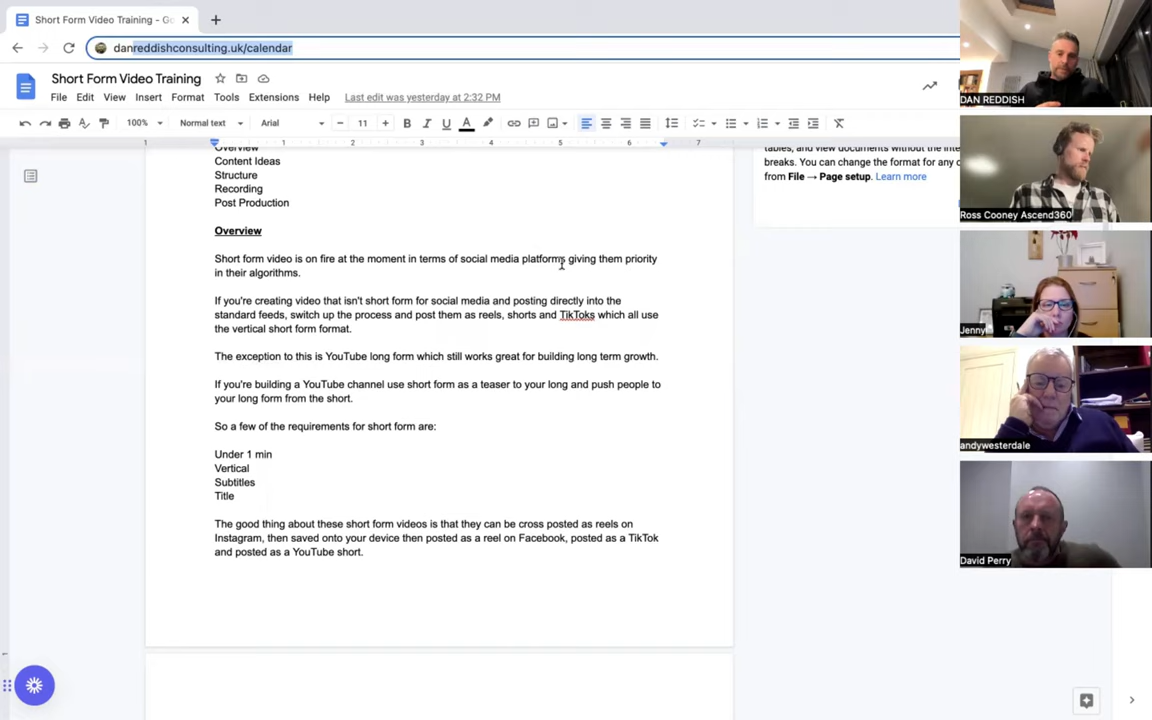 Short Form Video Training - Go
danreddishconsulting.uk/calendar
Short Form Video Training
File Edit View Insert Format Tools Extensions Help Last edit was yesterday at 2:32 PM
100% Normal text Arial 11
1 1 2 3 4 5 6 7
Overview
Content Ideas
Structure
Recording
Post Production
Overview
Short form video is on fire at the moment in terms of social media platforms giving them priority
in their algorithms.
If you're creating video that isn't short form for social media and posting directly into the
standard feeds, switch up the process and post them as reels, shorts and TikToks which all use
the vertical short form format.
The exception to this is YouTube long form which still works great for building long term growth.
If you're building a YouTube channel use short form as a teaser to your long and push people to
your long form from the short.
So a few of the requirements for short form are:
Under 1 min
Vertical
Subtitles
Title
The good thing about these short form videos is that they can be cross posted as reels on
Instagram, then saved onto your device then posted as a reel on Facebook, posted as a TikTok
and posted as a YouTube short.
tables, and view documents without the
breaks. You can change the format for any
from File → Page setup. Learn more
DAN REDDISH
Ross Cooney Ascend360
Jenny
andywesterdale
David Perry